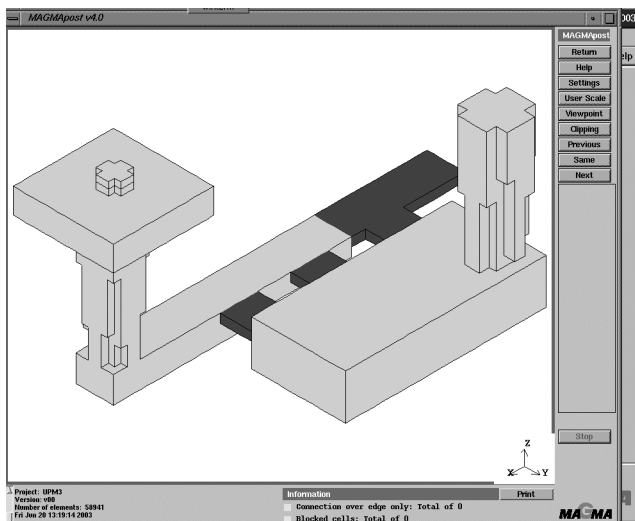 MAGMApost v4.0
003
MAGMApost
Return
Help
Settings
User Scale
Viewpoint
Clipping
Previous
Same
Next
elp
Stop
Z
X
Y
Project: UPM3
Version: v00
Number of elements: 58941
Fri Jun 20 13:19:14 2003
Information
Print
Connection over edge only: Total of 0
Blocked cells: Total of 0
MAGMA